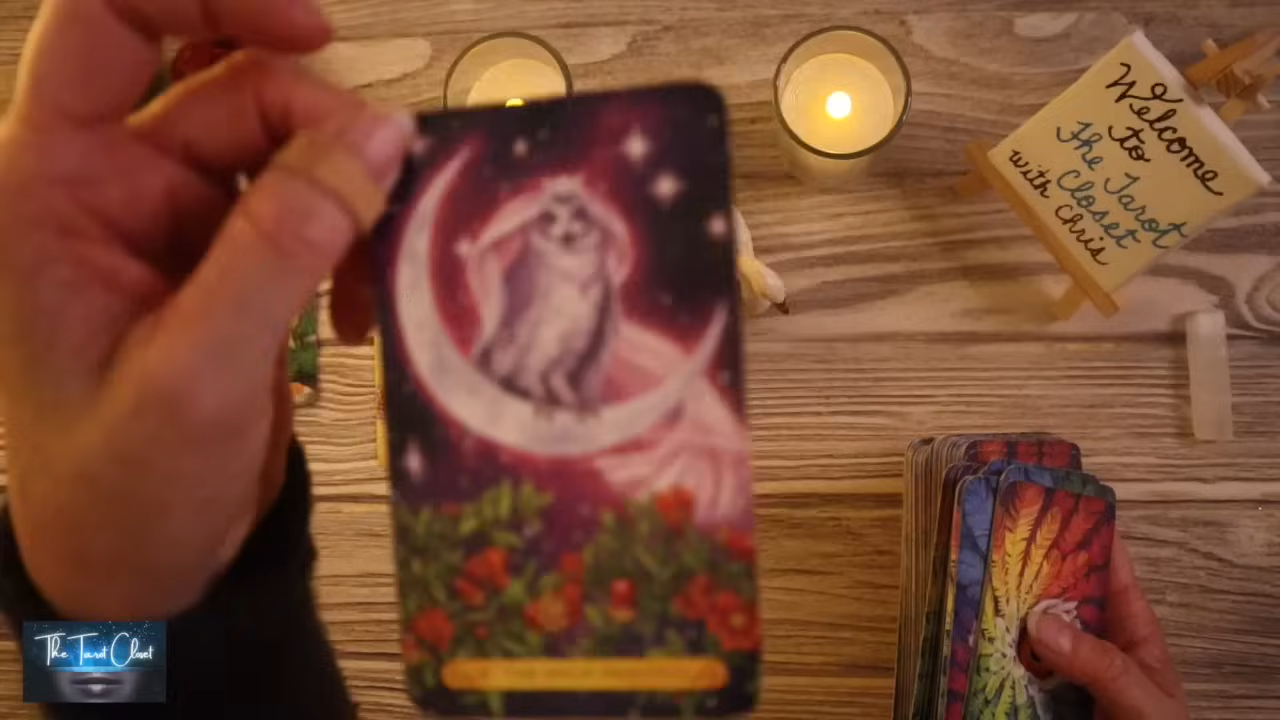 Welcome
to
The Tarot
Closet
with Chris
The Tarot Closet